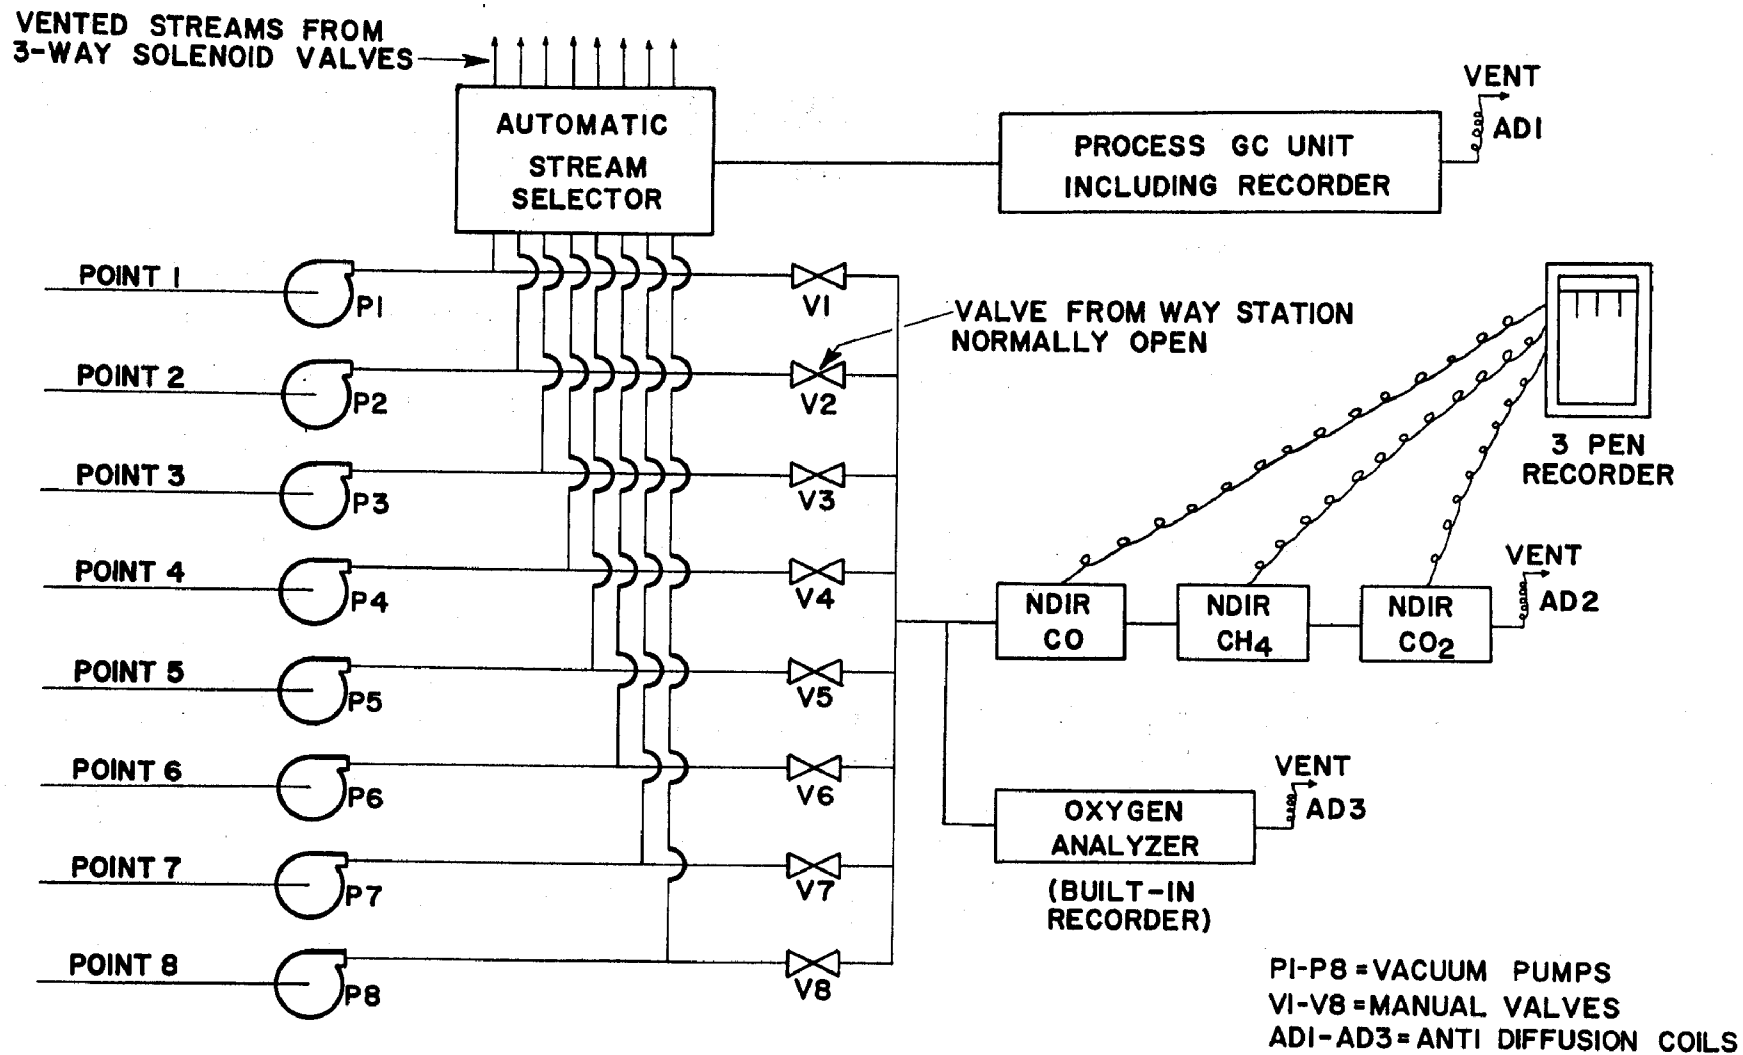 VENTED STREAMS FROM
3-WAY SOLENOID VALVES
AUTOMATIC
STREAM
SELECTOR
PROCESS GC UNIT
INCLUDING RECORDER
VENT
AD1
POINT 1
P1
V1
VALVE FROM WAY STATION
NORMALLY OPEN
POINT 2
P2
V2
POINT 3
P3
V3
3 PEN
RECORDER
POINT 4
P4
V4
NDIR
CO
NDIR
CH4
NDIR
CO2
VENT
AD2
POINT 5
P5
V5
POINT 6
P6
V6
OXYGEN
ANALYZER
(BUILT-IN
RECORDER)
VENT
AD3
POINT 7
P7
V7
POINT 8
P8
V8
P1-P8=VACUUM PUMPS
V1-V8=MANUAL VALVES
AD1-AD3=ANTI DIFFUSION COILS